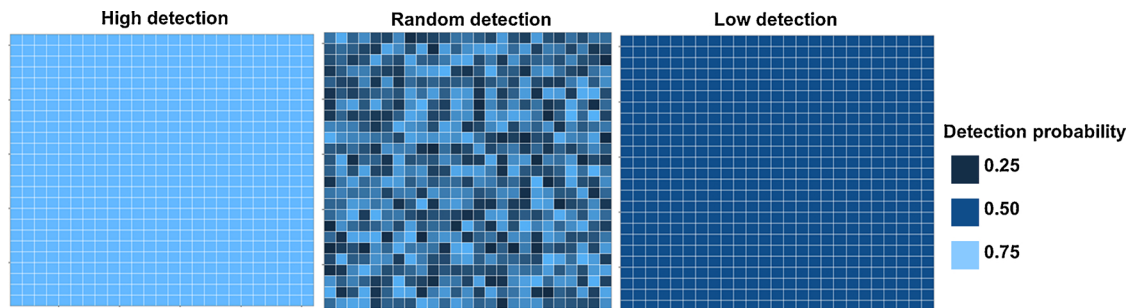 High detection
Random detection
Low detection
Detection probability
0.25
0.50
0.75